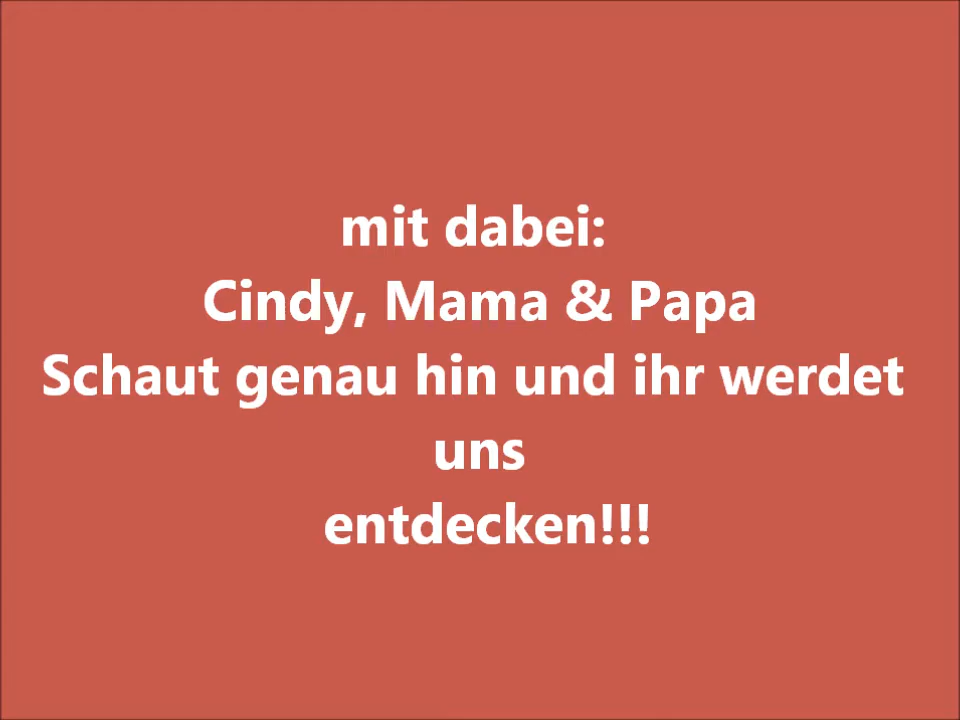 mit dabei:
Cindy, Mama & Papa
Schaut genau hin und ihr werdet
uns
entdecken!!!